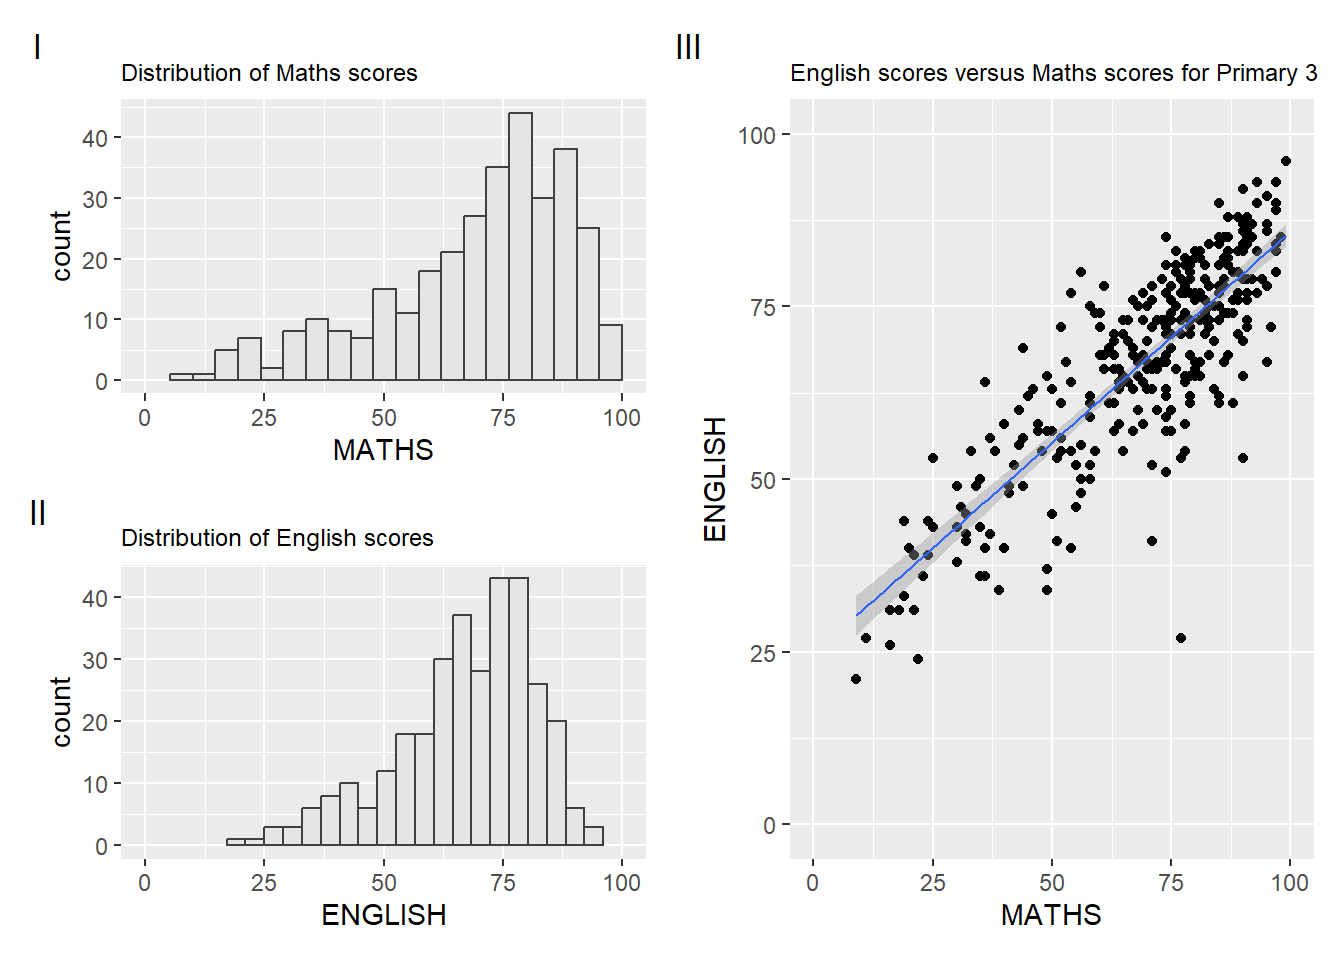 I
Distribution of Maths scores
40
30
20
10
0
count
0 25 50 75 100
MATHS
II
Distribution of English scores
40
30
20
10
0
count
0 25 50 75 100
ENGLISH
III
English scores versus Maths scores for Primary 3
100
75
50
25
0
ENGLISH
0 25 50 75 100
MATHS